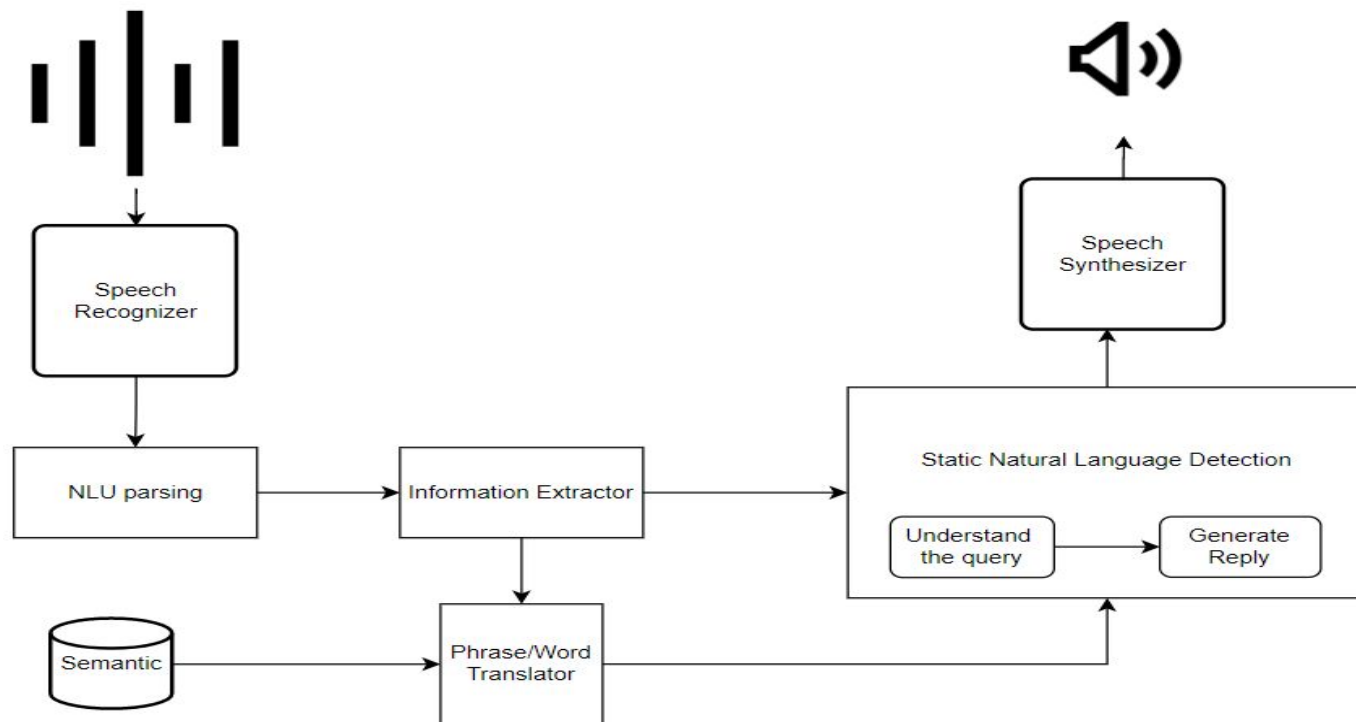 Speech
Synthesizer
Speech
Recognizer
Static Natural Language Detection
NLU parsing
Information Extractor
Understand
the query
Generate
Reply
Semantic
Phrase/Word
Translator